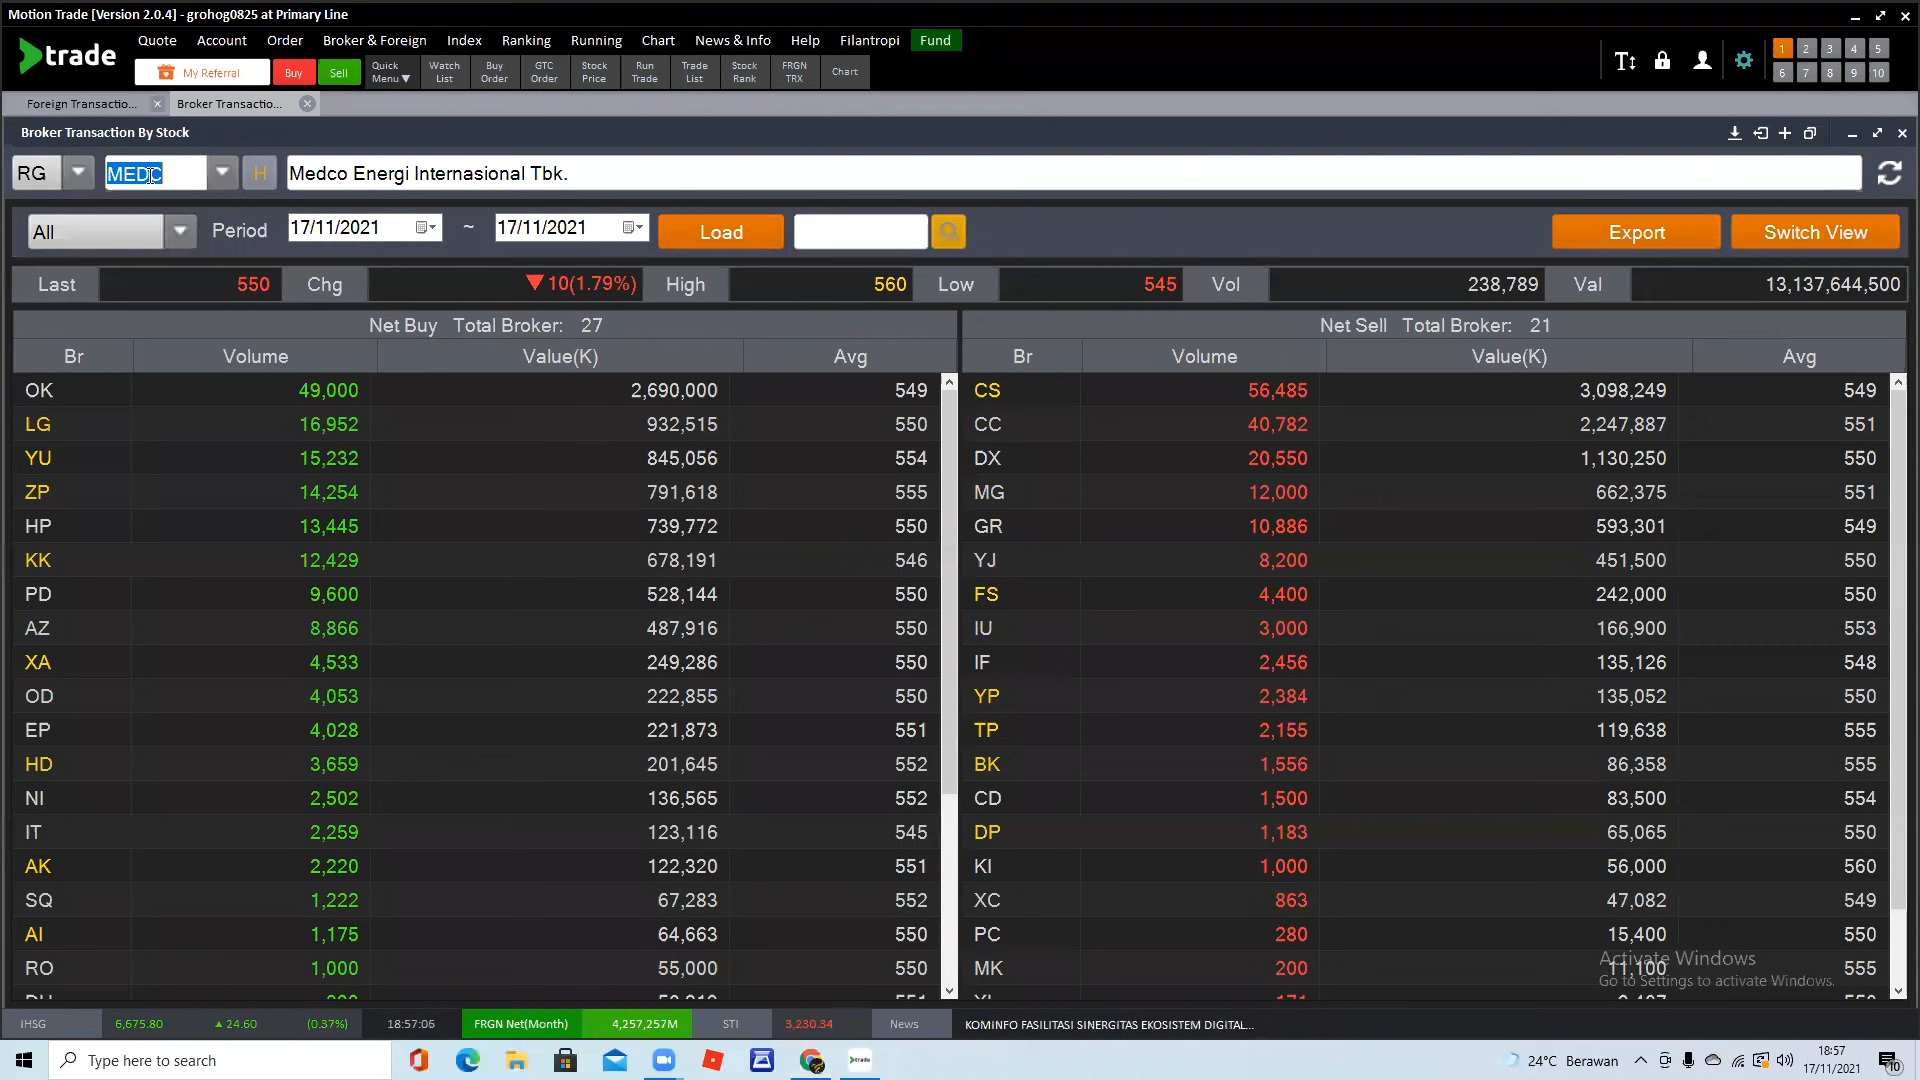 Motion Trade [Version 2.0.4] - grohog0825 at Primary Line
trade
Quote Account Order Broker & Foreign Index Ranking Running Chart News & Info Help Filantropi Fund
My Referral Buy Sell Quick Menu▼ Watch List Buy Order GTC Order Stock Price Run Trade Trade List Stock Rank FRGN TRX Chart
1 2 3 4 5
6 7 8 9 10
Foreign Transactio... Broker Transactio...
Broker Transaction By Stock
RG MEDC H Medco Energi Internasional Tbk.
All Period 17/11/2021 ~ 17/11/2021 Load Export Switch View
Last 550 Chg ▼10(1.79%) High 560 Low 545 Vol 238,789 Val 13,137,644,500
Net Buy Total Broker: 27 Net Sell Total Broker: 21
Br Volume Value(K) Avg Br Volume Value(K) Avg
OK 49,000 2,690,000 549 CS 56,485 3,098,249 549
LG 16,952 932,515 550 CC 40,782 2,247,887 551
YU 15,232 845,056 554 DX 20,550 1,130,250 550
ZP 14,254 791,618 555 MG 12,000 662,375 551
HP 13,445 739,772 550 GR 10,886 593,301 549
KK 12,429 678,191 546 YJ 8,200 451,500 550
PD 9,600 528,144 550 FS 4,400 242,000 550
AZ 8,866 487,916 550 IU 3,000 166,900 553
XA 4,533 249,286 550 IF 2,456 135,126 548
OD 4,053 222,855 550 YP 2,384 135,052 550
EP 4,028 221,873 551 TP 2,155 119,638 555
HD 3,659 201,645 552 BK 1,556 86,358 555
NI 2,502 136,565 552 CD 1,500 83,500 554
IT 2,259 123,116 545 DP 1,183 65,065 550
AK 2,220 122,320 551 KI 1,000 56,000 560
SQ 1,222 67,283 552 XC 863 47,082 549
AI 1,175 64,663 550 PC 280 15,400 550
RO 1,000 55,000 550 MK 200 11,100 555
Activate Windows
Go to Settings to activate Windows.
IHSG 6,675.80 ▲ 24.60 (0.37%) 18:57:06 FRGN Net(Month) 4,257,257M STI 3,230.34 News KOMINFO FASILITASI SINERGITAS EKOSISTEM DIGITAL...
Type here to search trade 24°C Berawan 18:57
17/11/2021 10